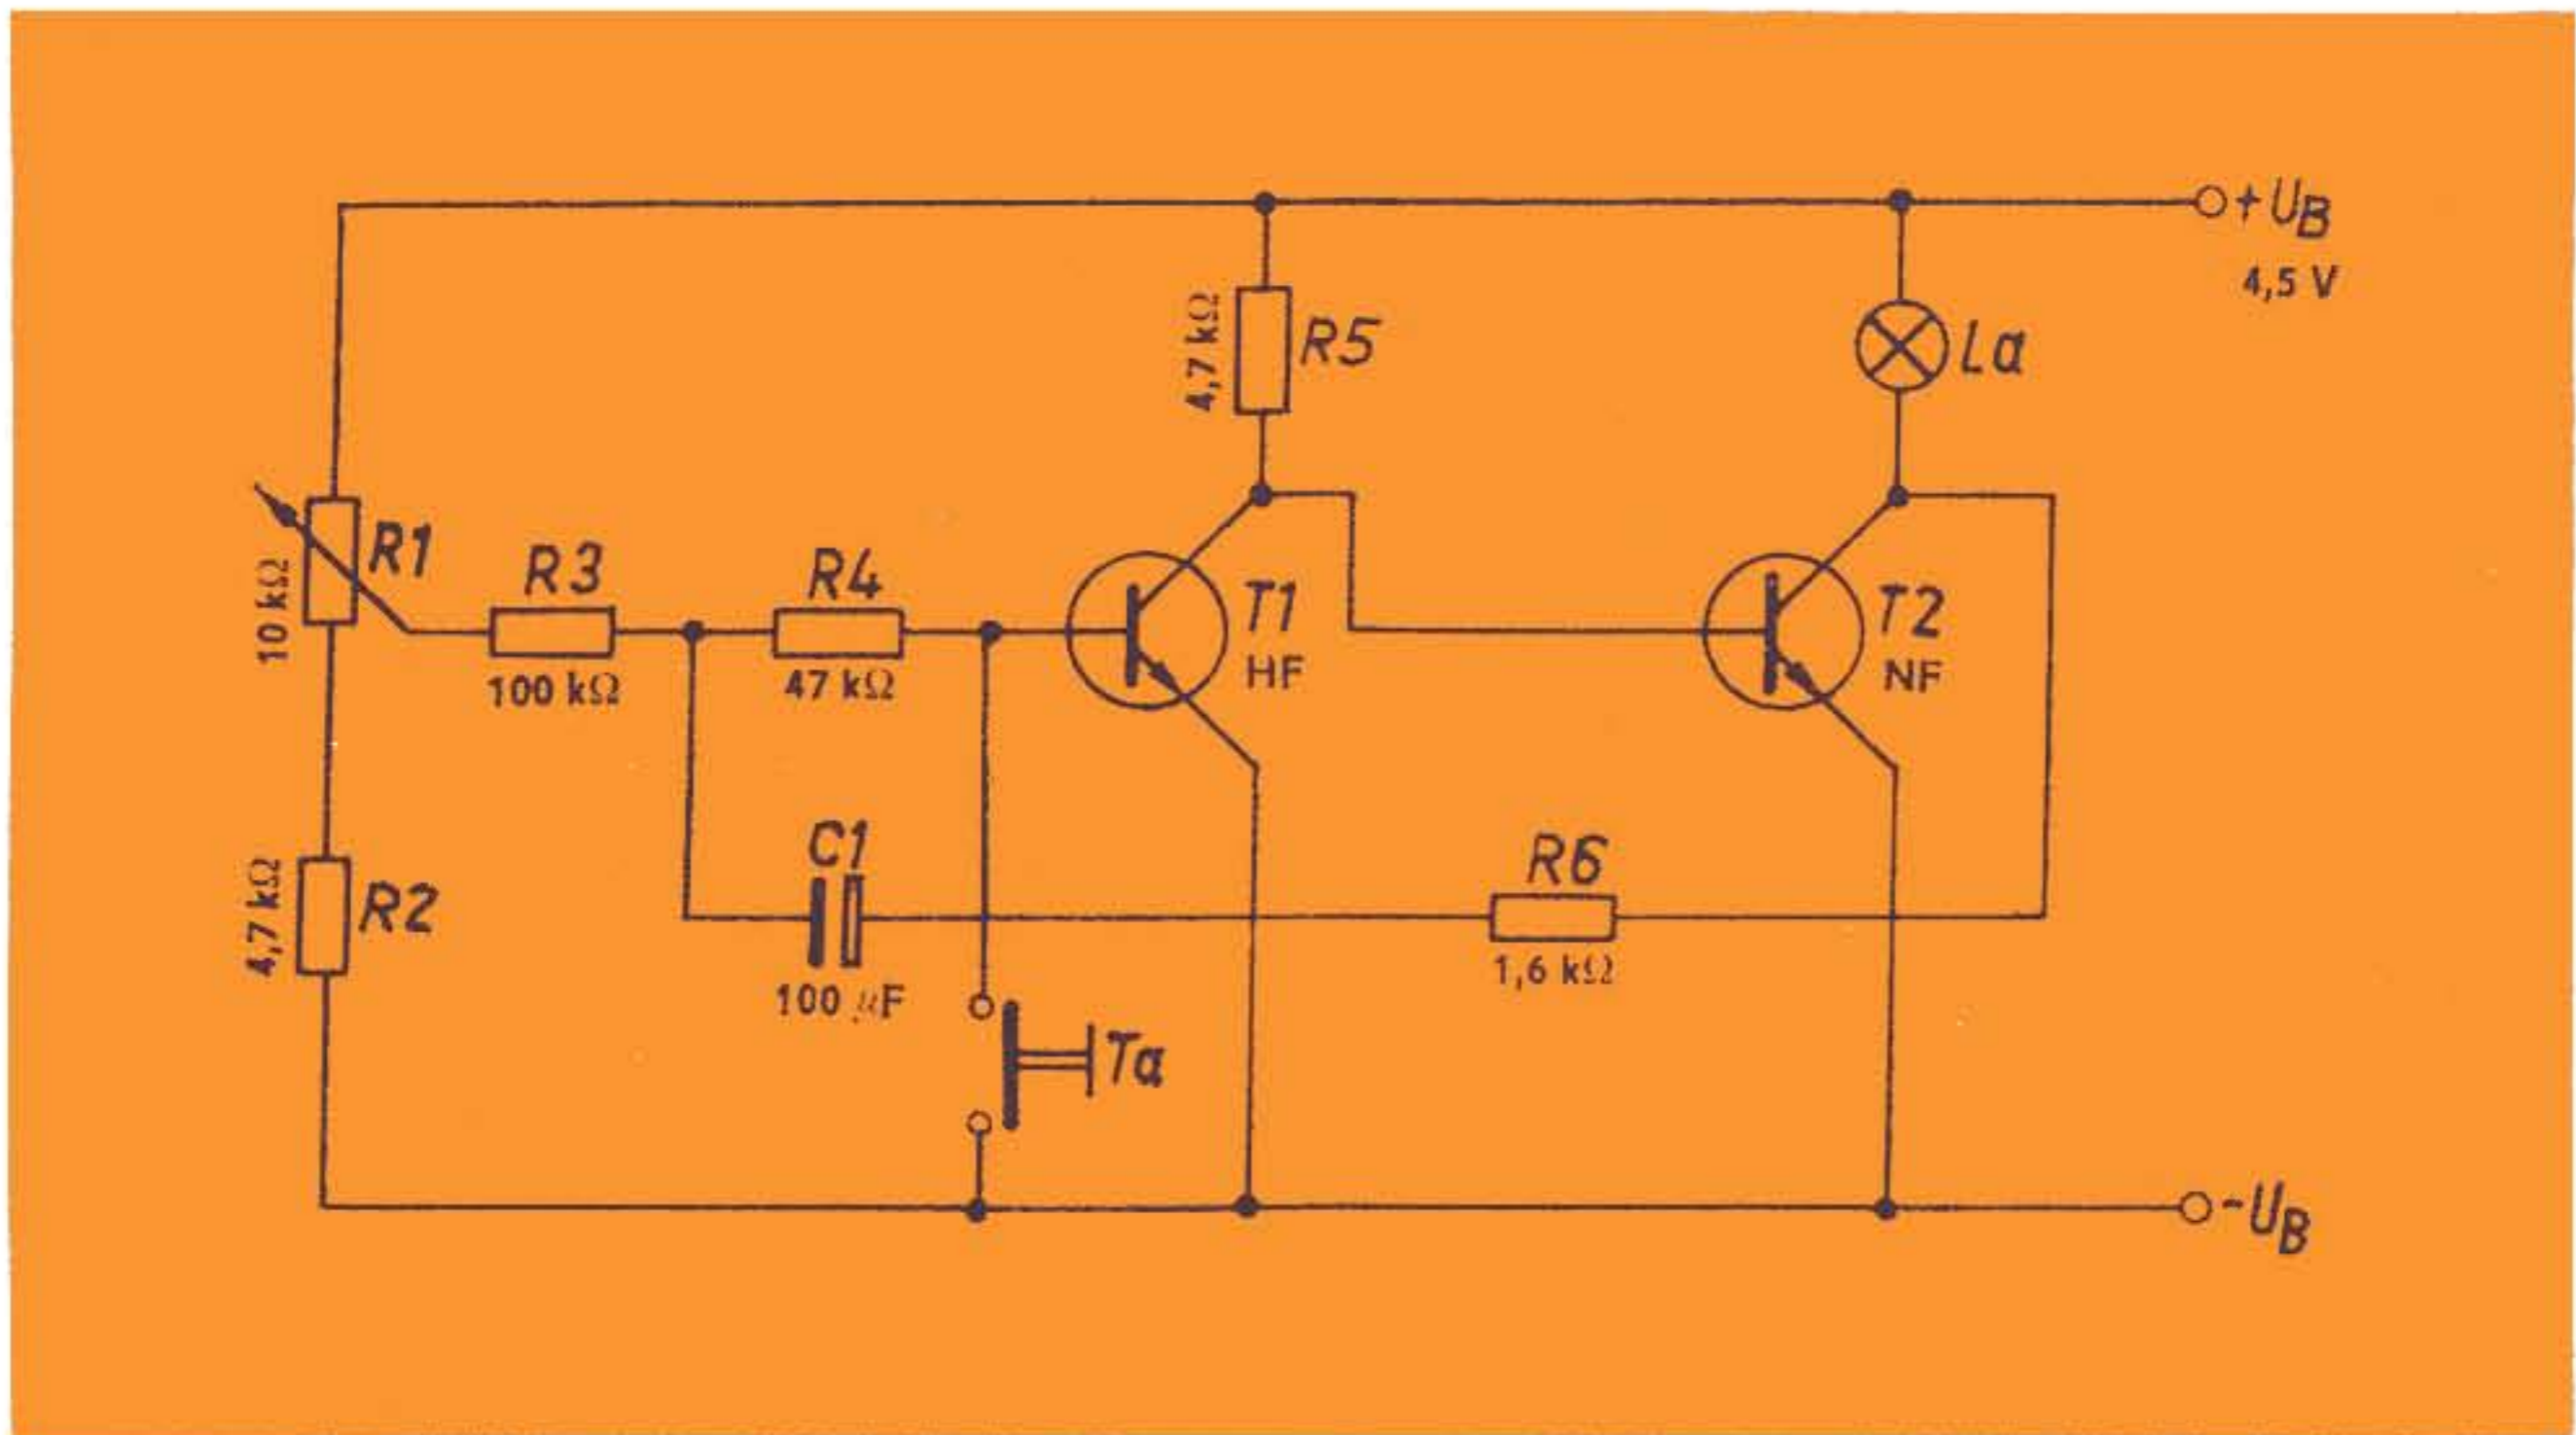 +UB
4,5 V
4,7 kΩ
R5
La
R1
10 kΩ
R3
100 kΩ
R4
47 kΩ
T1
HF
T2
NF
4,7 kΩ
R2
C1
100 µF
R6
1,6 kΩ
Ta
-UB